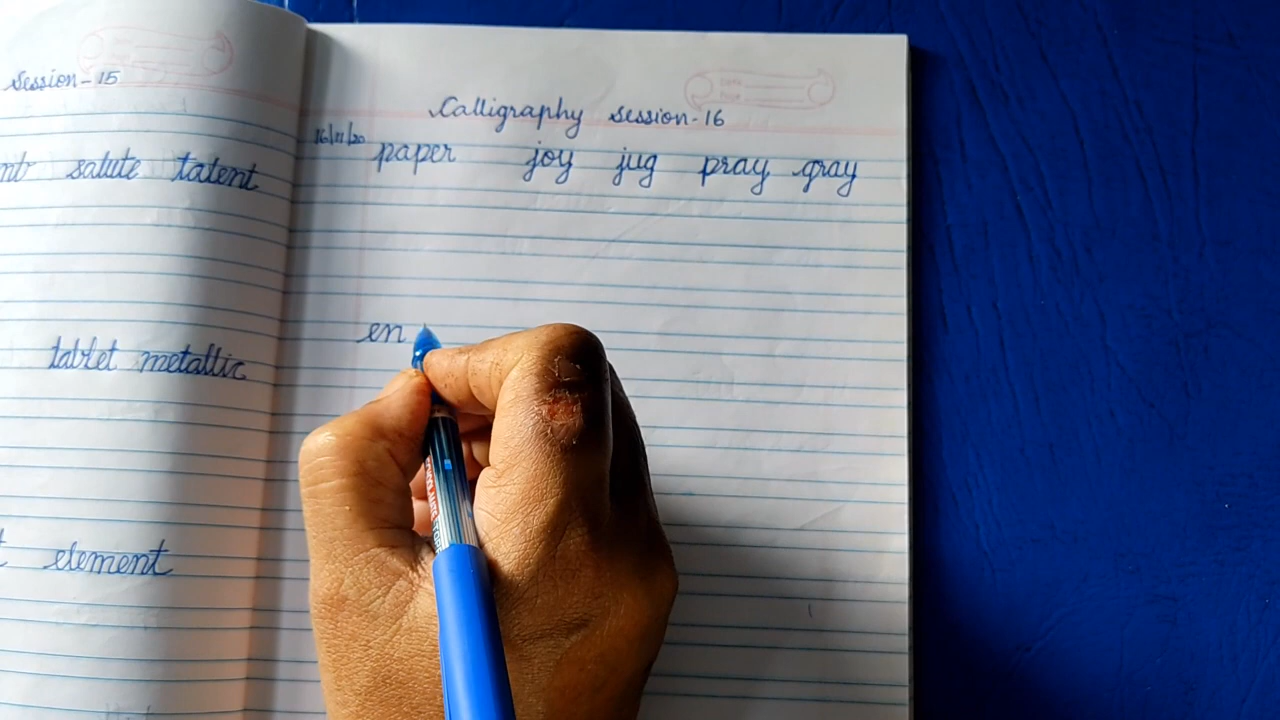 Session-15
salute talent
tablet metallic
element
Calligraphy Session-16
16/11/20 paper joy jug pray gray
en